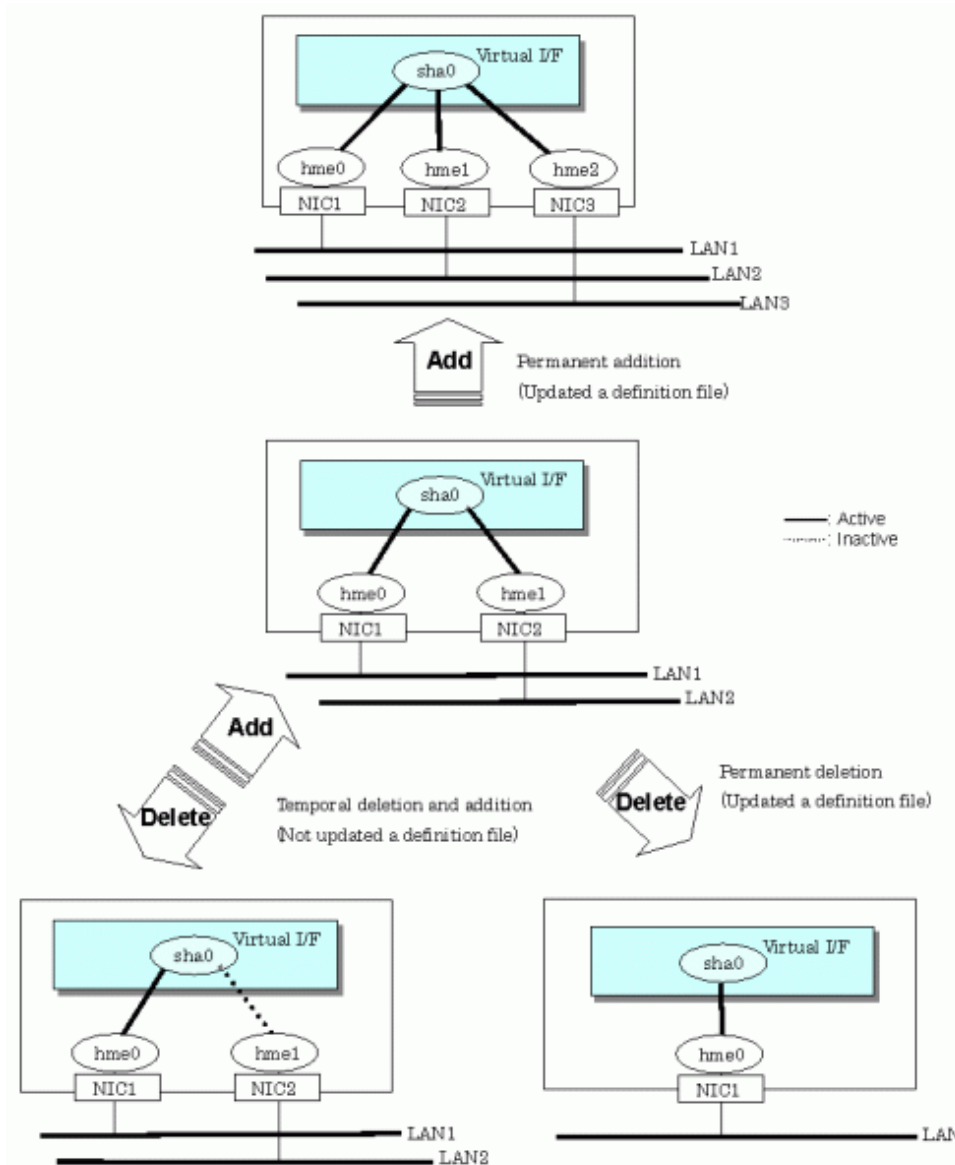 Virtual I/F
sha0
hme0
hme1
hme2
NIC1
NIC2
NIC3
LAN1
LAN2
LAN3
Add
Permanent addition
(Updated a definition file)
Virtual I/F
sha0
: Active
: Inactive
hme0
hme1
NIC1
NIC2
LAN1
LAN2
Add
Delete
Temporal deletion and addition
(Not updated a definition file)
Delete
Permanent deletion
(Updated a definition file)
Virtual I/F
sha0
hme0
hme1
NIC1
NIC2
LAN1
LAN2
Virtual I/F
sha0
hme0
NIC1
LAN